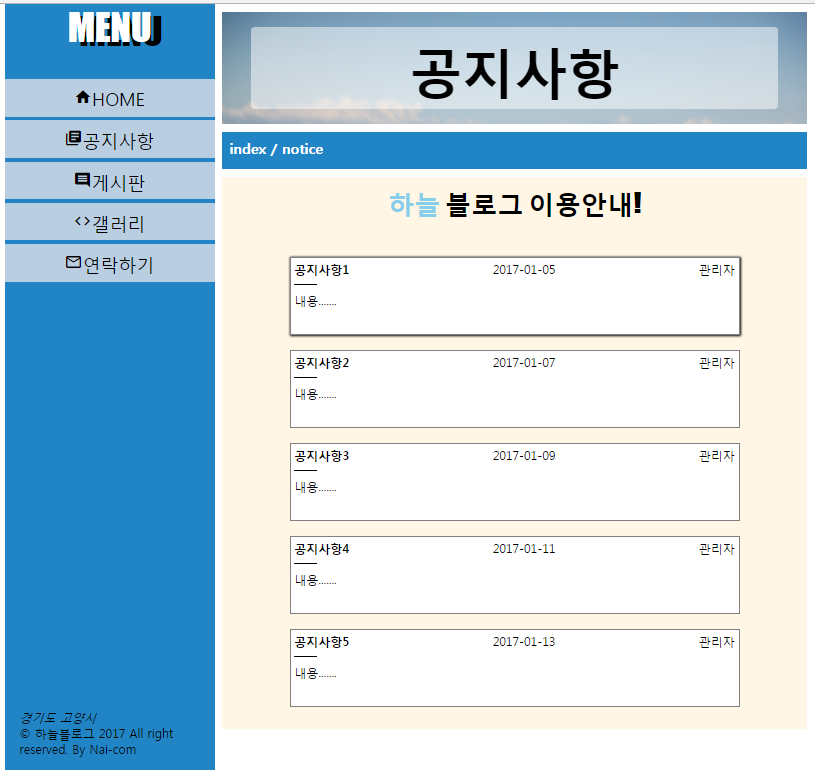 MENU
HOME
공지사항
게시판
갤러리
연락하기
경기도 고양시
© 하늘블로그 2017 All right
reserved. By Nai-com
공지사항
index / notice
하늘 블로그 이용안내!
공지사항1 2017-01-05 관리자
내용.......
공지사항2 2017-01-07 관리자
내용.......
공지사항3 2017-01-09 관리자
내용.......
공지사항4 2017-01-11 관리자
내용.......
공지사항5 2017-01-13 관리자
내용.......